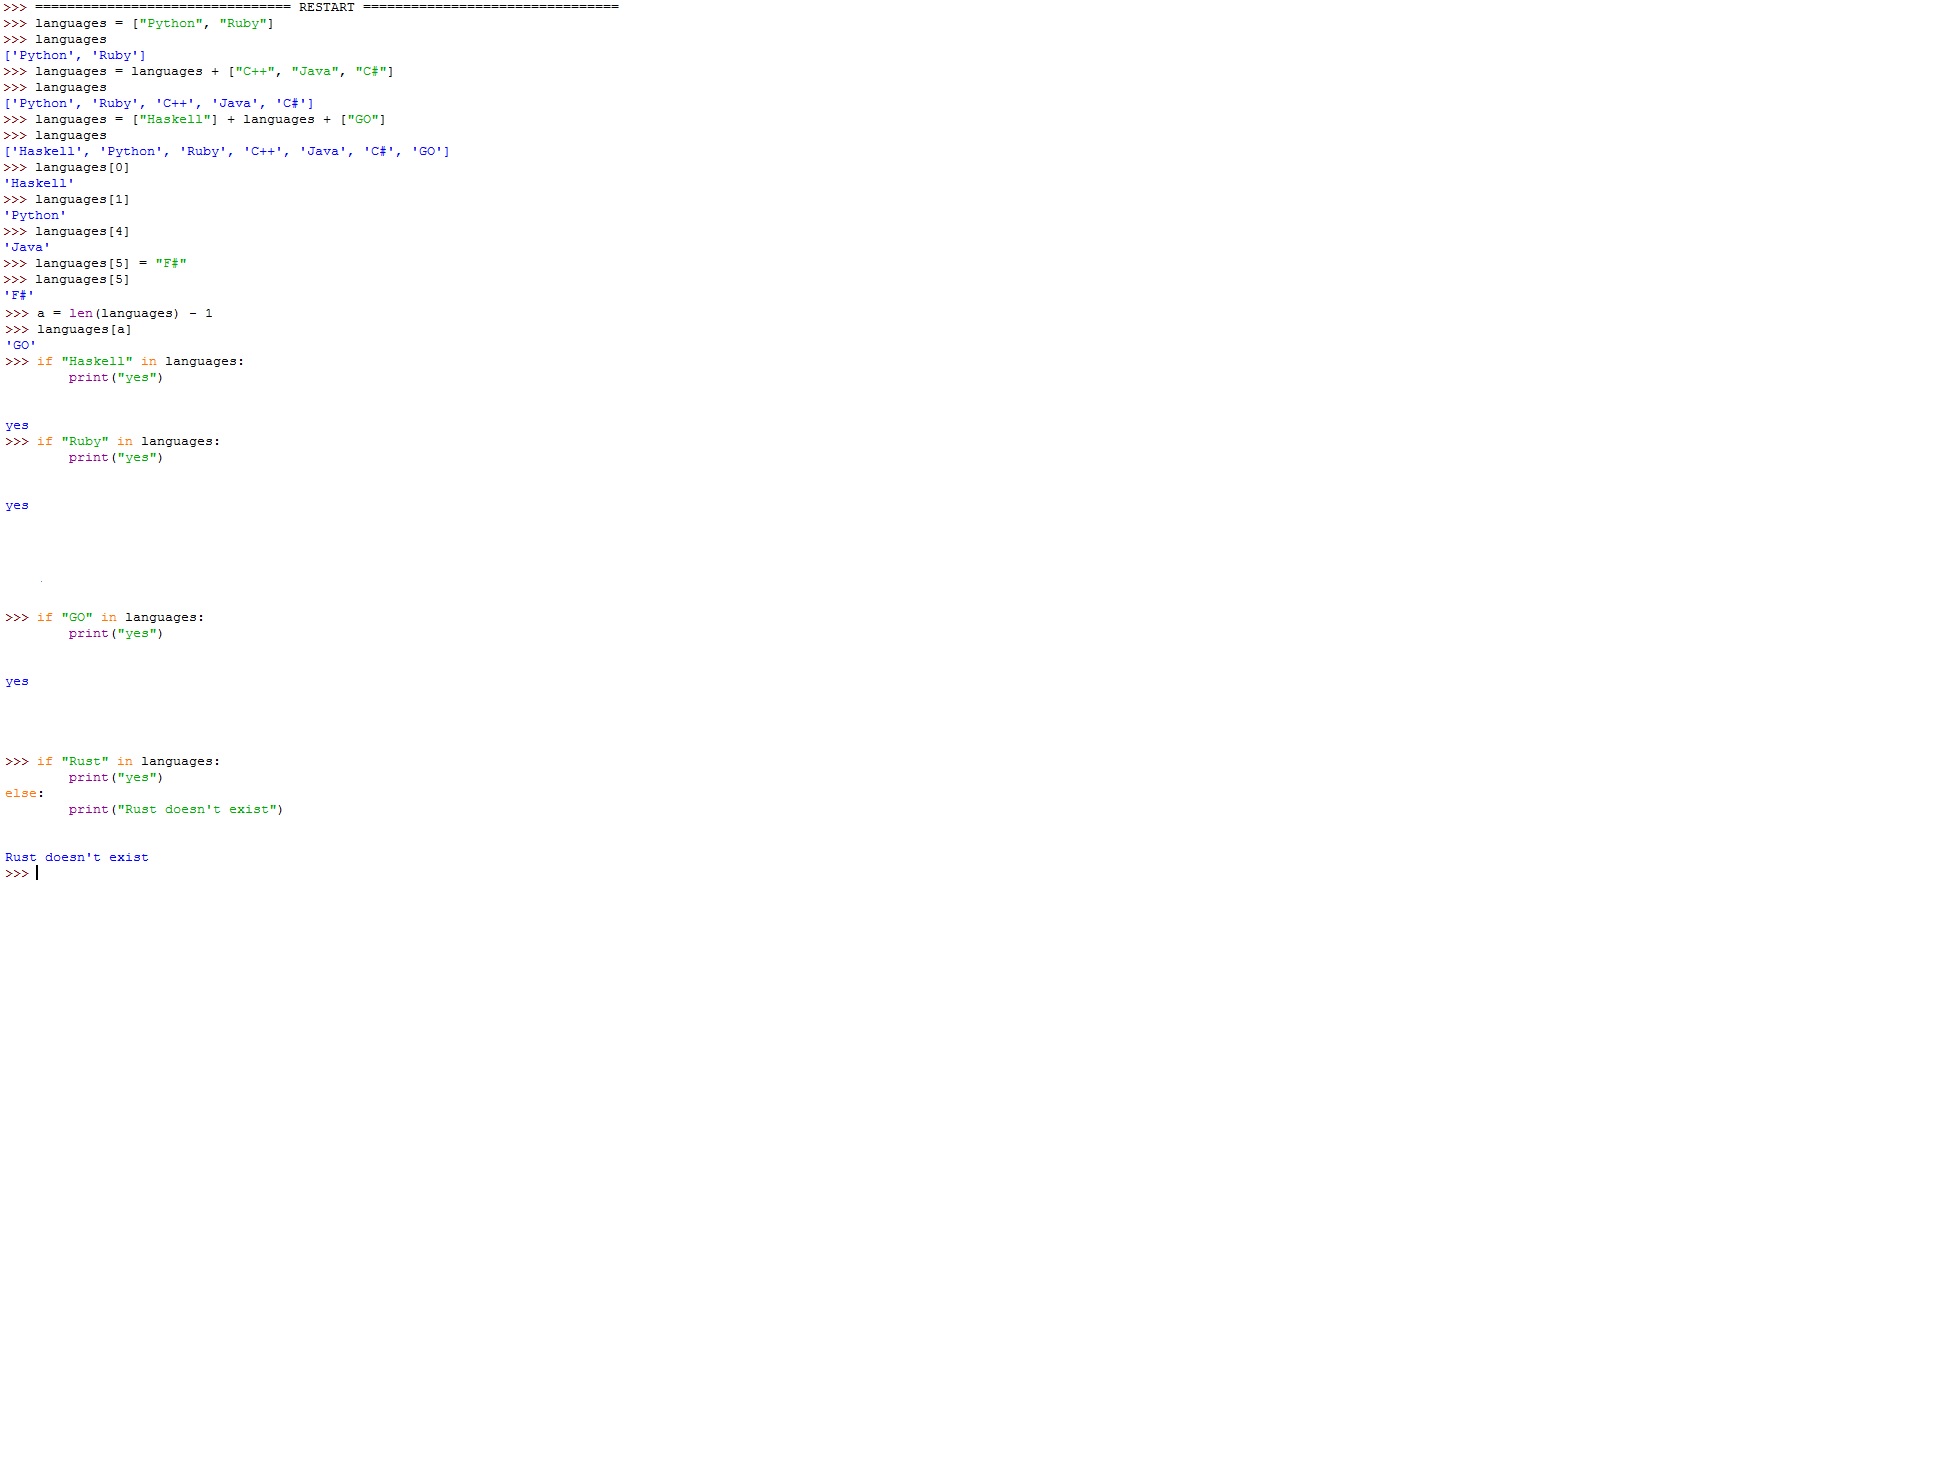 >>> ================================ RESTART ================================
>>> languages = ["Python", "Ruby"]
>>> languages
['Python', 'Ruby']
>>> languages = languages + ["C++", "Java", "C#"]
>>> languages
['Python', 'Ruby', 'C++', 'Java', 'C#']
>>> languages = ["Haskell"] + languages + ["GO"]
>>> languages
['Haskell', 'Python', 'Ruby', 'C++', 'Java', 'C#', 'GO']
>>> languages[0]
'Haskell'
>>> languages[1]
'Python'
>>> languages[4]
'Java'
>>> languages[5] = "F#"
>>> languages[5]
'F#'
>>> a = len(languages) - 1
>>> languages[a]
'GO'
>>> if "Haskell" in languages:
        print("yes")
yes
>>> if "Ruby" in languages:
        print("yes")
yes
>>> if "GO" in languages:
        print("yes")
yes
>>> if "Rust" in languages:
        print("yes")
else:
        print("Rust doesn't exist")
Rust doesn't exist
>>>